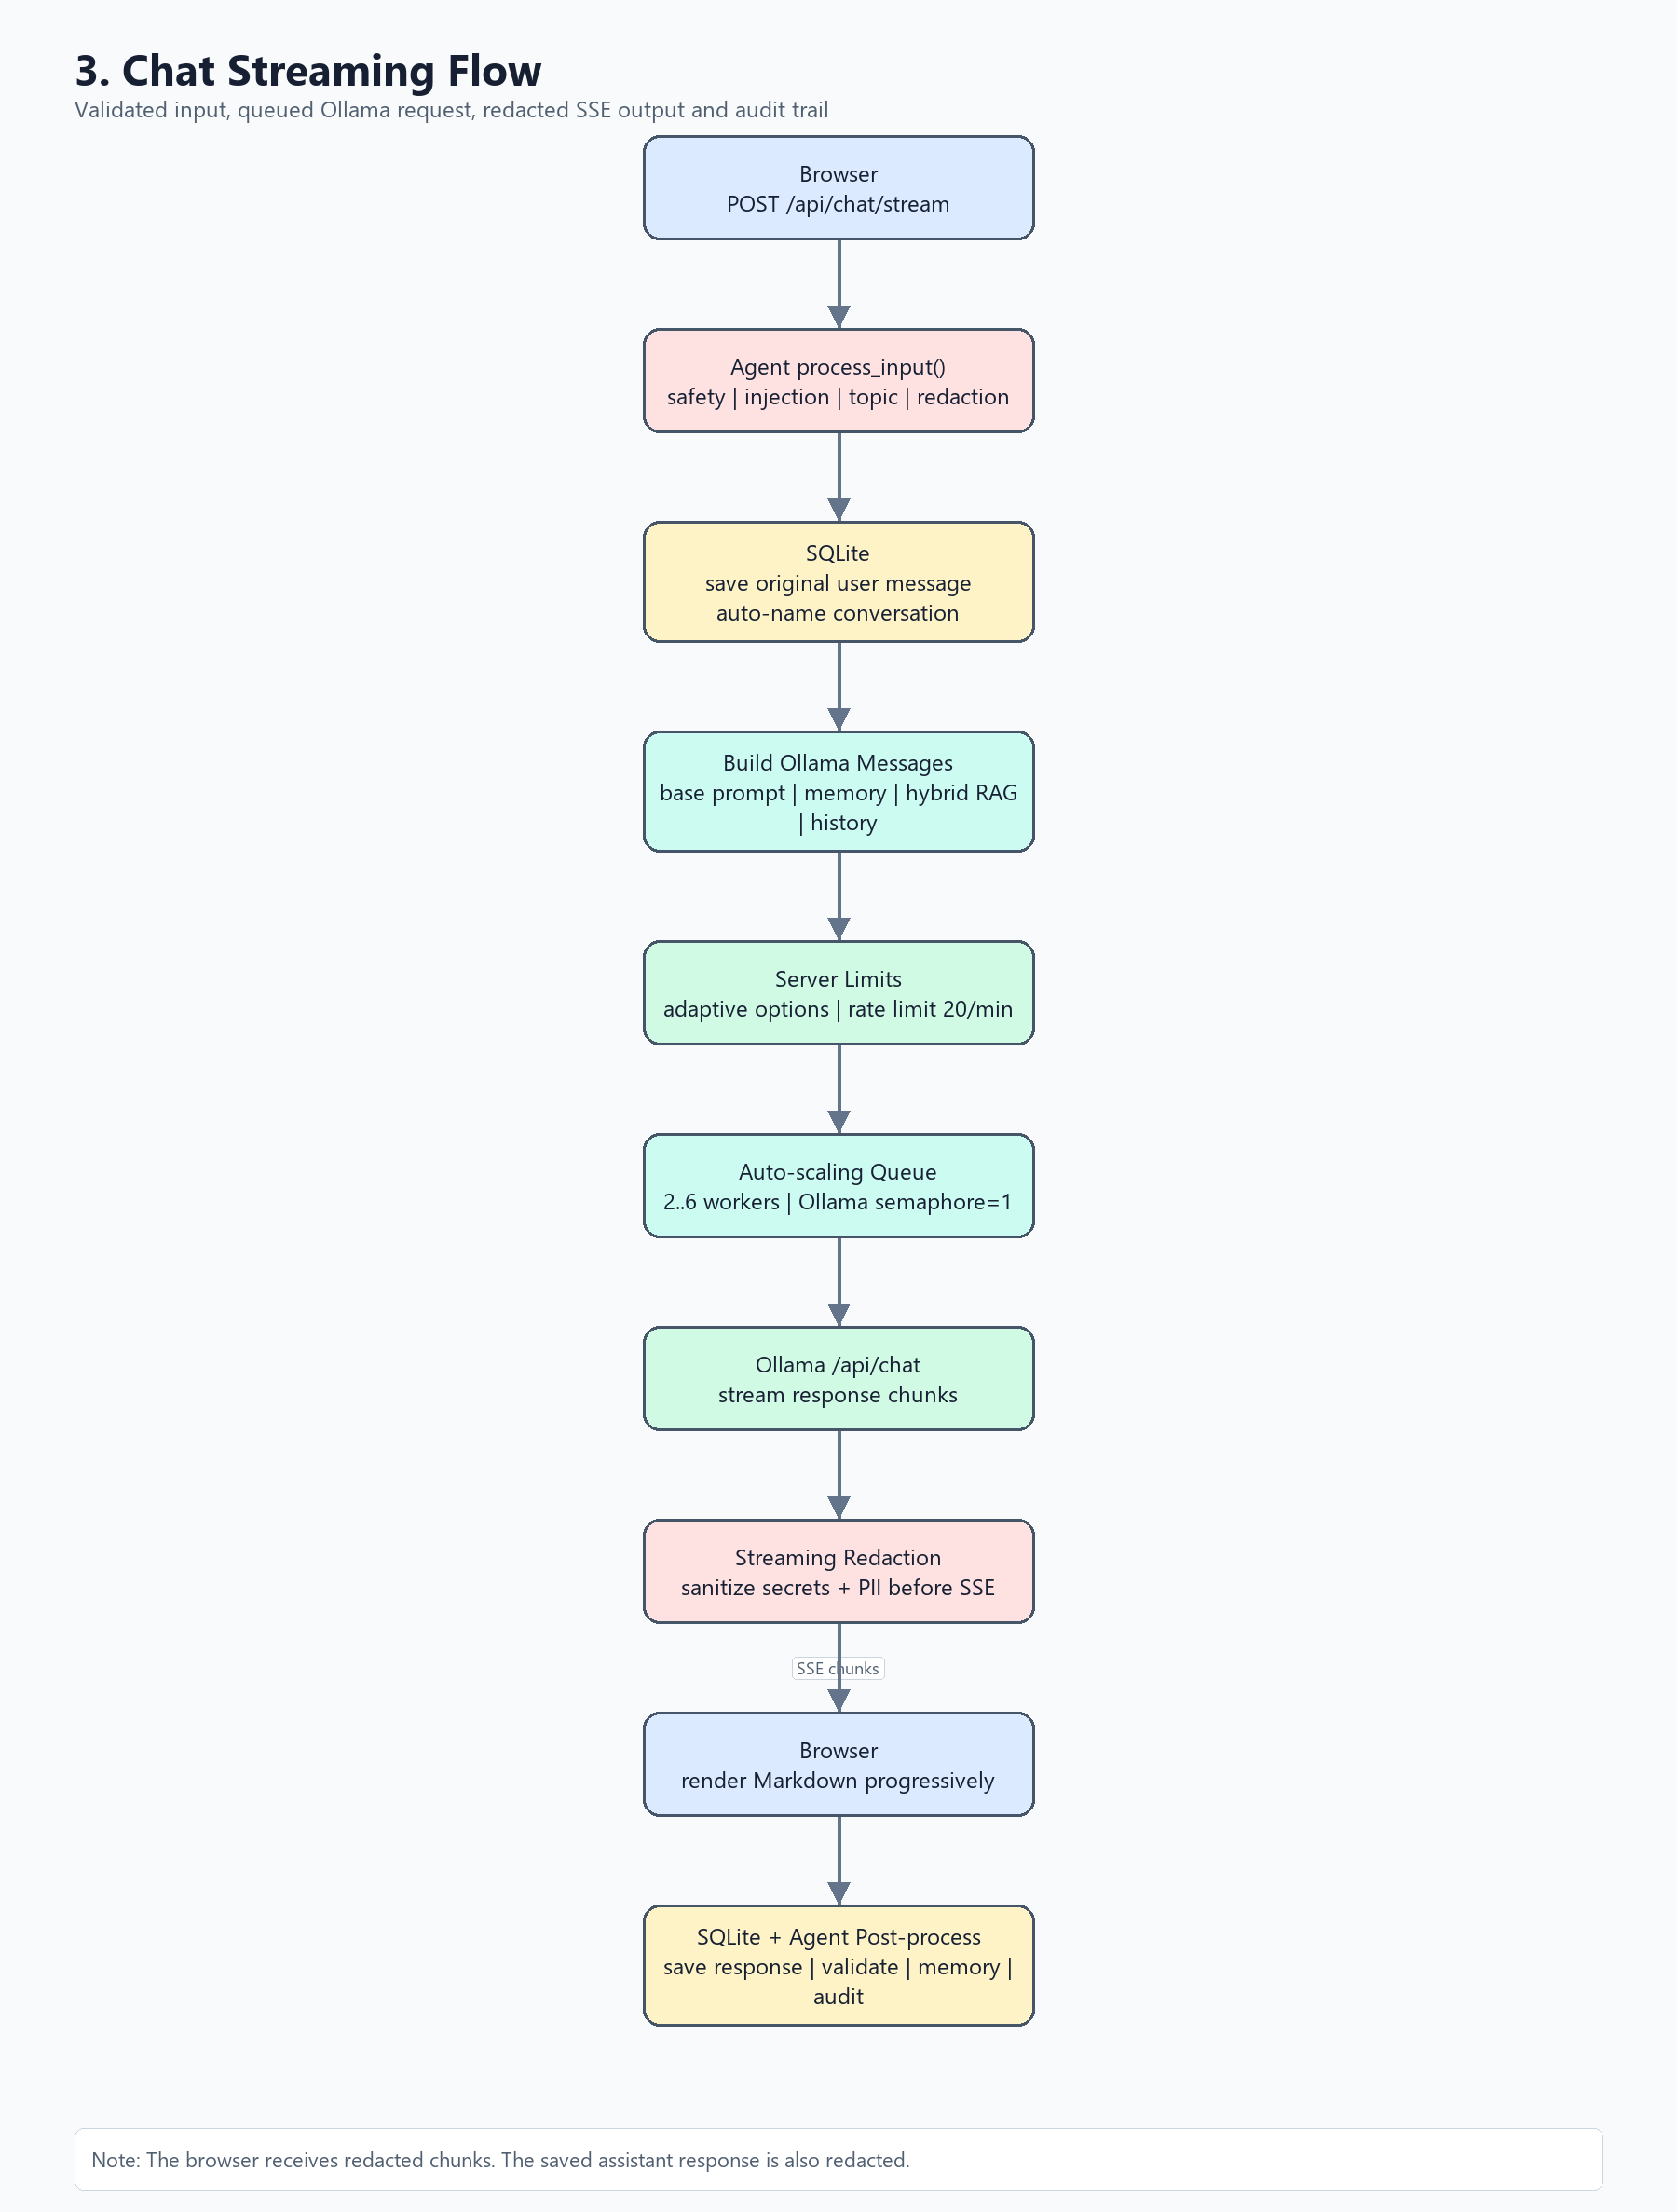 3. Chat Streaming Flow
Validated input, queued Ollama request, redacted SSE output and audit trail
Browser
POST /api/chat/stream
Agent process_input()
safety | injection | topic | redaction
SQLite
save original user message
auto-name conversation
Build Ollama Messages
base prompt | memory | hybrid RAG
| history
Server Limits
adaptive options | rate limit 20/min
Auto-scaling Queue
2..6 workers | Ollama semaphore=1
Ollama /api/chat
stream response chunks
Streaming Redaction
sanitize secrets + PII before SSE
SSE chunks
Browser
render Markdown progressively
SQLite + Agent Post-process
save response | validate | memory |
audit
Note: The browser receives redacted chunks. The saved assistant response is also redacted.